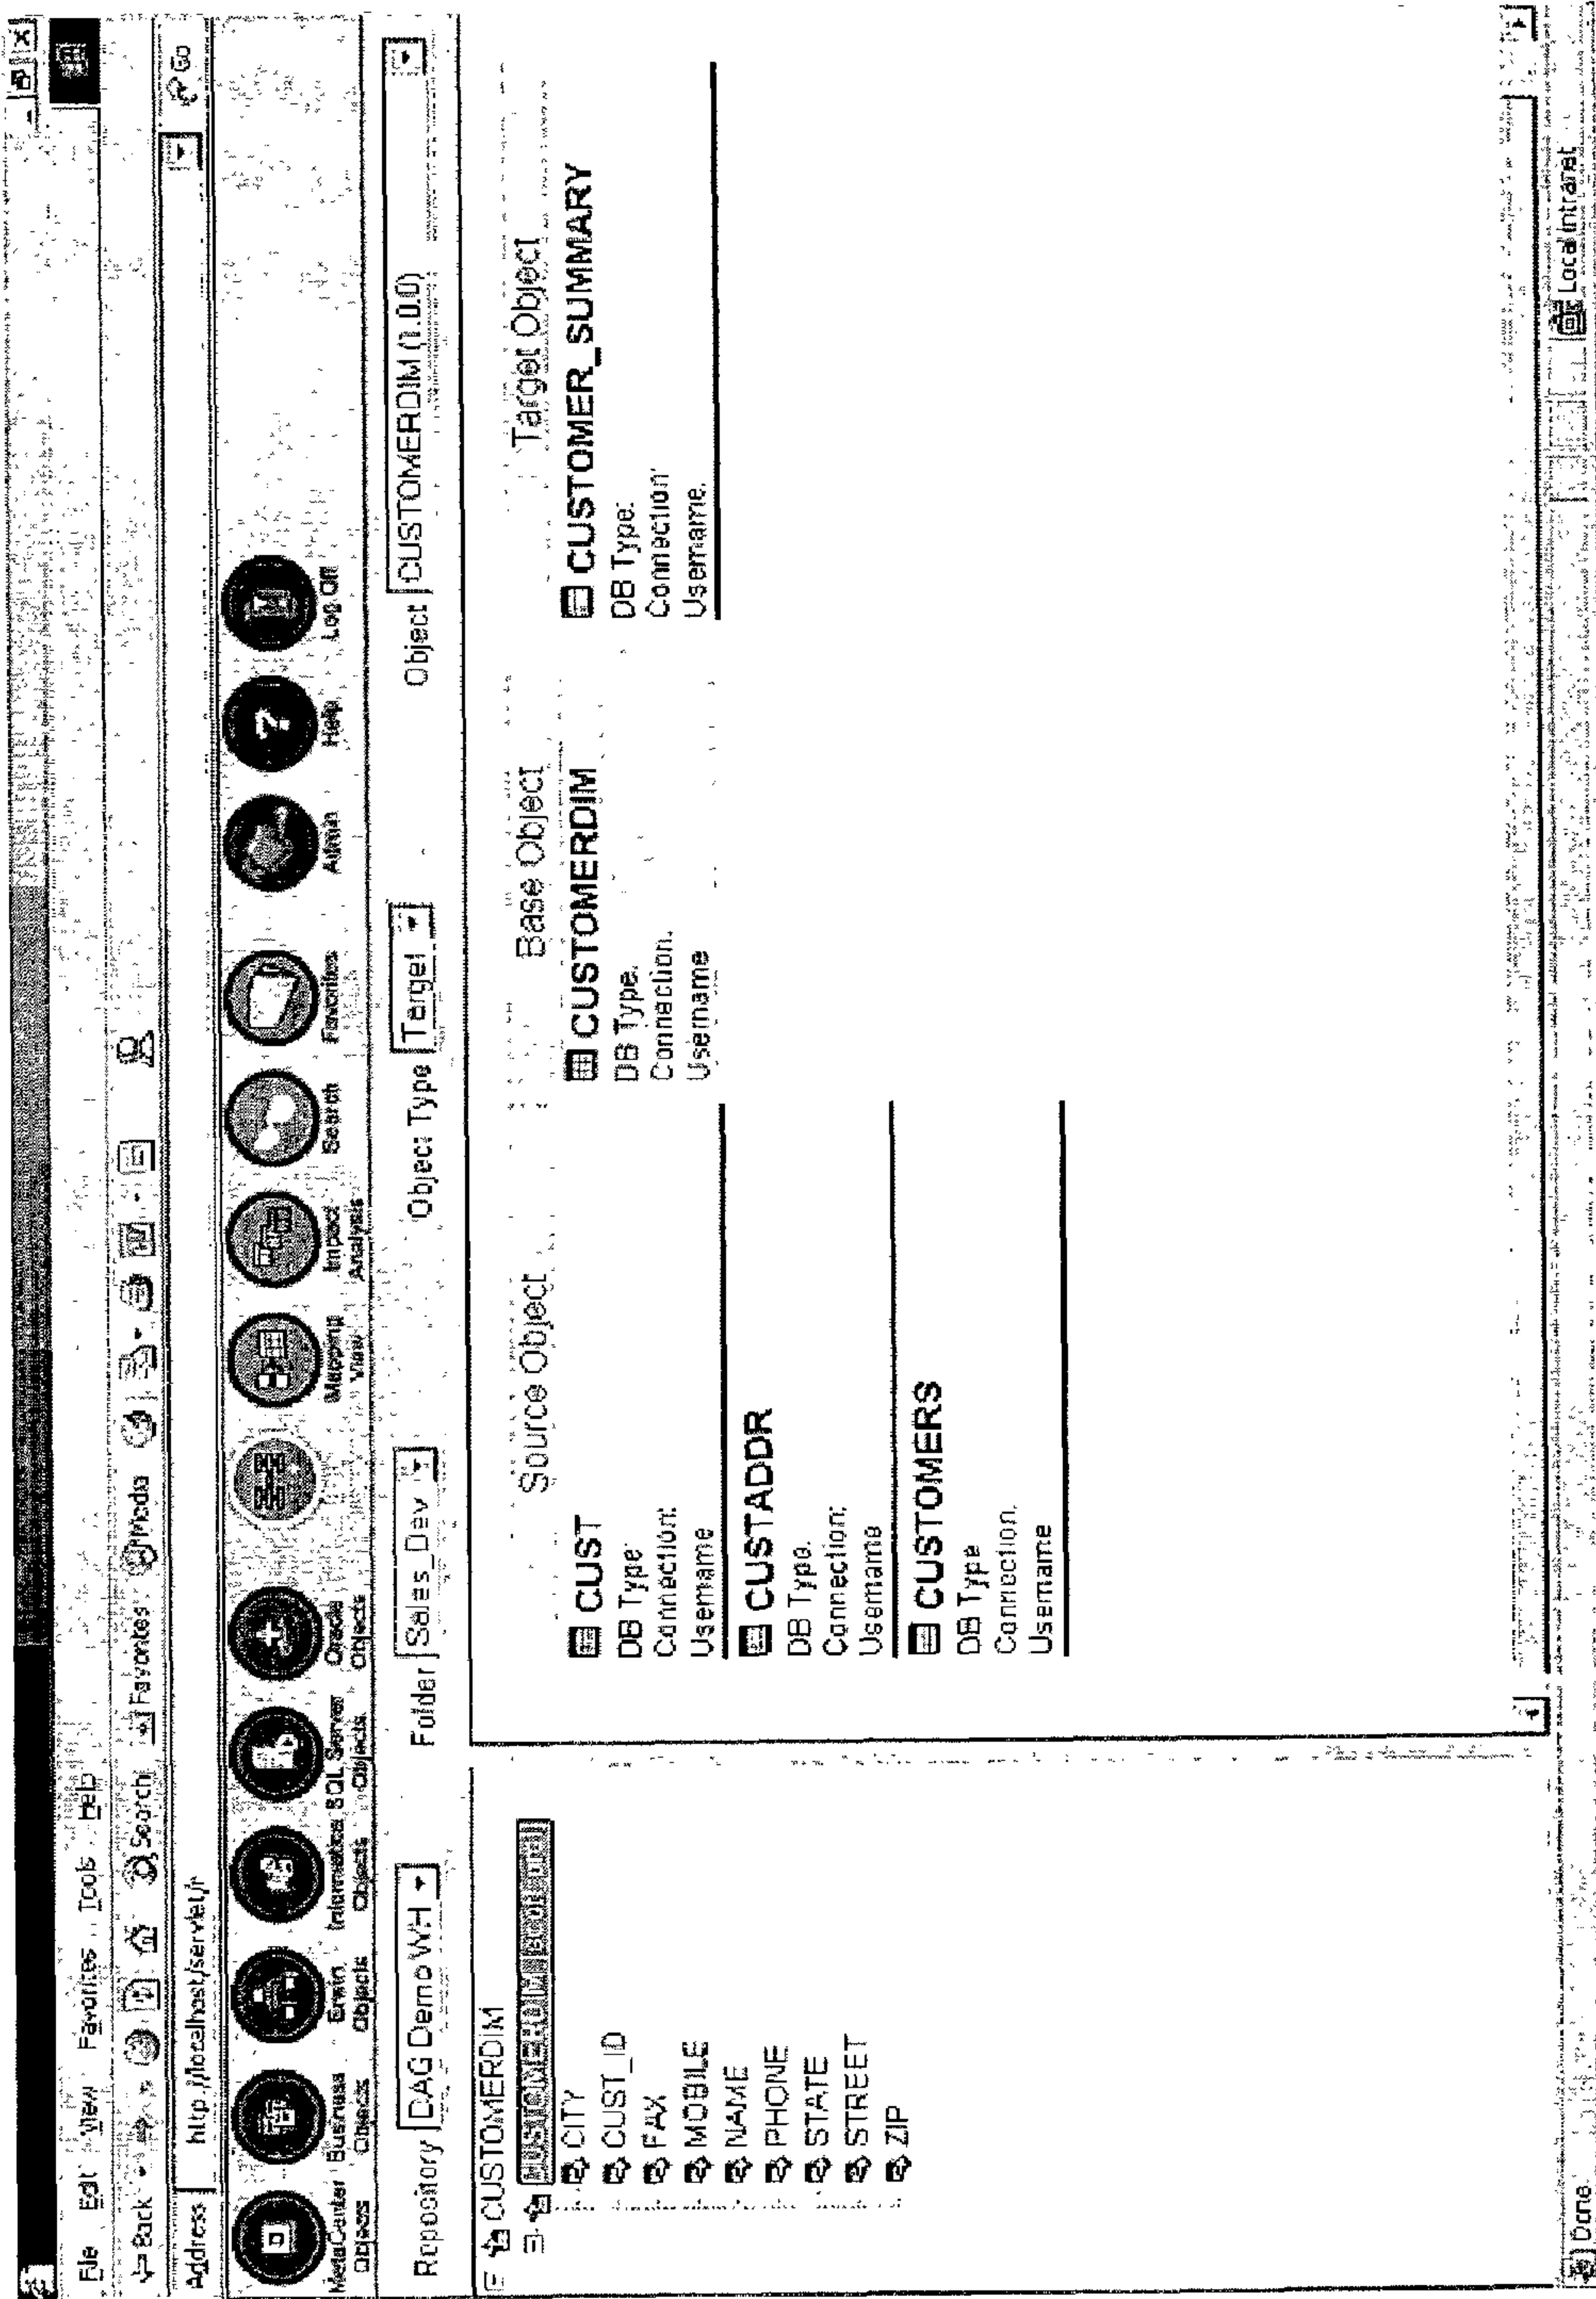 File Edit View Favorites Tools Help
Back Search Favorites Media
Address http://localhost/servlet/r Go
MetaCenter Objects
Business Objects
Erwin Objects
Informatica Objects
SQL Server Objects
Oracle Objects
Mapping View
Impact Analysis
Search
Favorites
Admin
Help
Log Off
Repository DAG Demo WH Folder Sales_Dev Object Type Target Object CUSTOMERDIM (1.0.0)
CUSTOMERDIM
CITY
CUST_ID
FAX
MOBILE
NAME
PHONE
STATE
STREET
ZIP
Source Object Base Object Target Object
CUST
DB Type:
Connection:
Username
CUSTADDR
DB Type:
Connection:
Username
CUSTOMERS
DB Type
Connection:
Username
CUSTOMERDIM
DB Type:
Connection:
Username
CUSTOMER_SUMMARY
DB Type:
Connection:
Username:
Done Local intranet